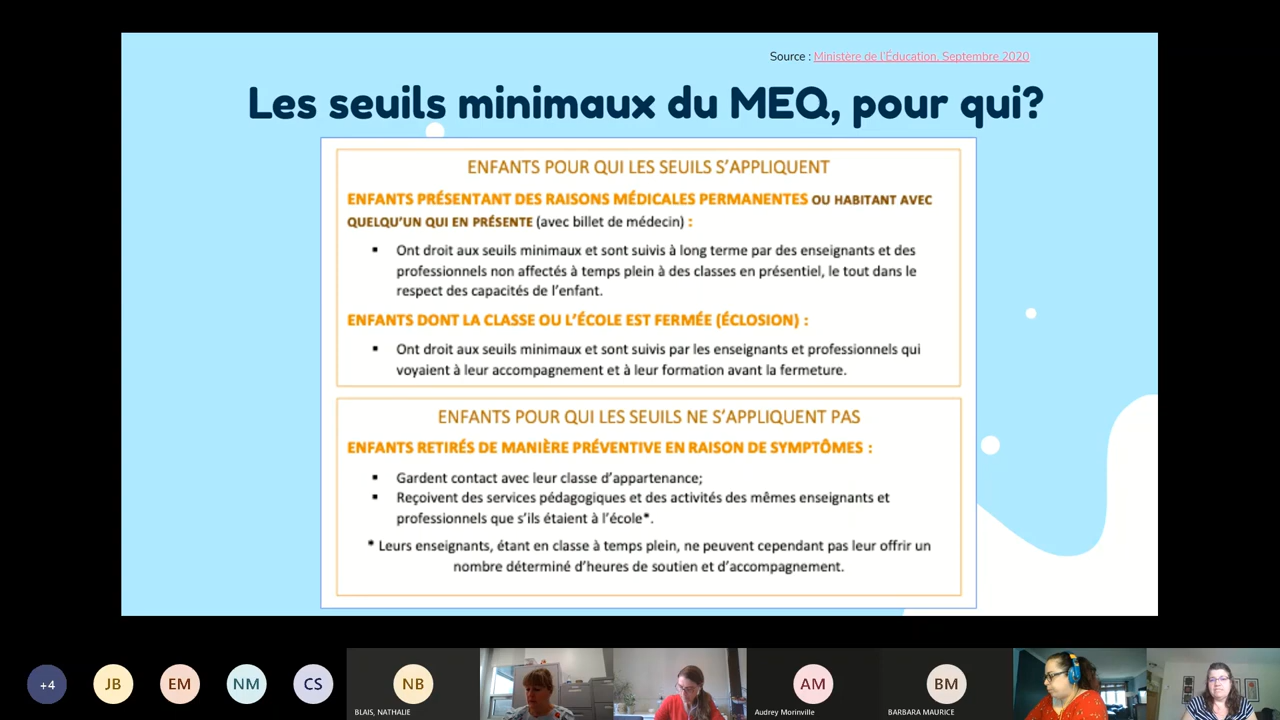 Source : Ministère de l'Éducation, Septembre 2020
Les seuils minimaux du MEQ, pour qui?
ENFANTS POUR QUI LES SEUILS S'APPLIQUENT
ENFANTS PRÉSENTANT DES RAISONS MÉDICALES PERMANENTES OU HABITANT AVEC
QUELQU'UN QUI EN PRÉSENTE (avec billet de médecin) :
▪ Ont droit aux seuils minimaux et sont suivis à long terme par des enseignants et des
professionnels non affectés à temps plein à des classes en présentiel, le tout dans le
respect des capacités de l'enfant.
ENFANTS DONT LA CLASSE OU L'ÉCOLE EST FERMÉE (ÉCLOSION) :
▪ Ont droit aux seuils minimaux et sont suivis par les enseignants et professionnels qui
voyaient à leur accompagnement et à leur formation avant la fermeture.
ENFANTS POUR QUI LES SEUILS NE S'APPLIQUENT PAS
ENFANTS RETIRÉS DE MANIÈRE PRÉVENTIVE EN RAISON DE SYMPTÔMES :
▪ Gardent contact avec leur classe d'appartenance;
▪ Reçoivent des services pédagogiques et des activités des mêmes enseignants et
professionnels que s'ils étaient à l'école*.
* Leurs enseignants, étant en classe à temps plein, ne peuvent cependant pas leur offrir un
nombre déterminé d'heures de soutien et d'accompagnement.
+4 JB EM NM CS NB AM BM
BLAIS, NATHALIE Audrey Morinville BARBARA MAURICE